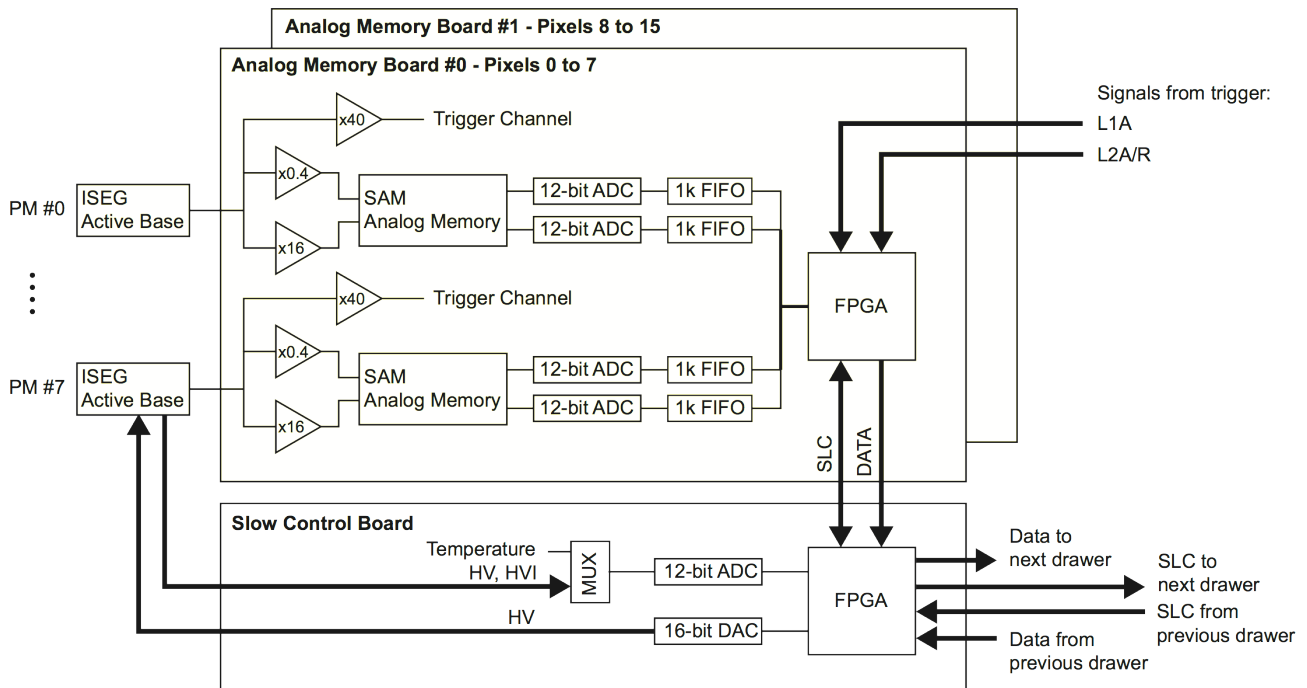 Analog Memory Board #1 - Pixels 8 to 15
Analog Memory Board #0 - Pixels 0 to 7
Signals from trigger:
L1A
L2A/R
x40
Trigger Channel
PM #0
ISEG
Active Base
x0.4
x16
SAM
Analog Memory
12-bit ADC
1k FIFO
12-bit ADC
1k FIFO
FPGA
x40
Trigger Channel
PM #7
ISEG
Active Base
x0.4
x16
SAM
Analog Memory
12-bit ADC
1k FIFO
12-bit ADC
1k FIFO
SLC
DATA
Slow Control Board
Temperature
HV, HVI
MUX
12-bit ADC
HV
16-bit DAC
FPGA
Data to
next drawer
SLC to
next drawer
SLC from
previous drawer
Data from
previous drawer